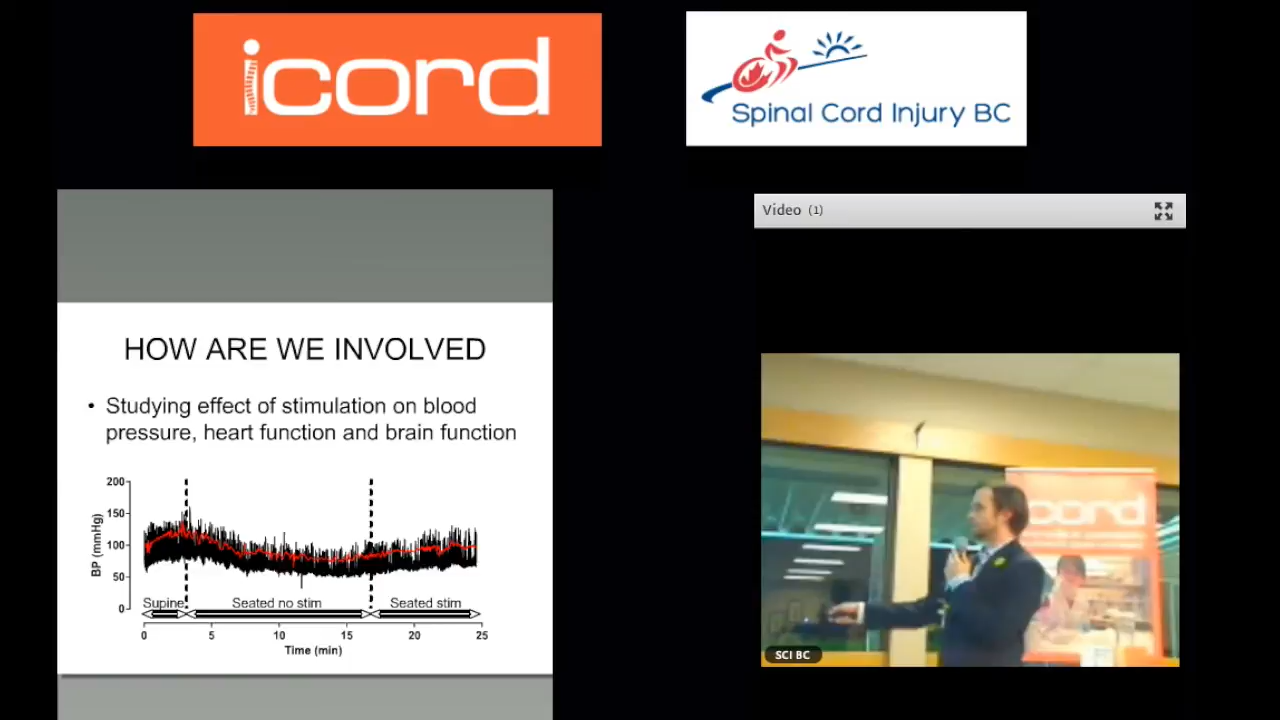 icord
Spinal Cord Injury BC
Video (1)
HOW ARE WE INVOLVED
• Studying effect of stimulation on blood
pressure, heart function and brain function
200
150
100
50
0
BP (mmHg)
Supine
Seated no stim
Seated stim
0 5 10 15 20 25
Time (min)
cord
SCI BC